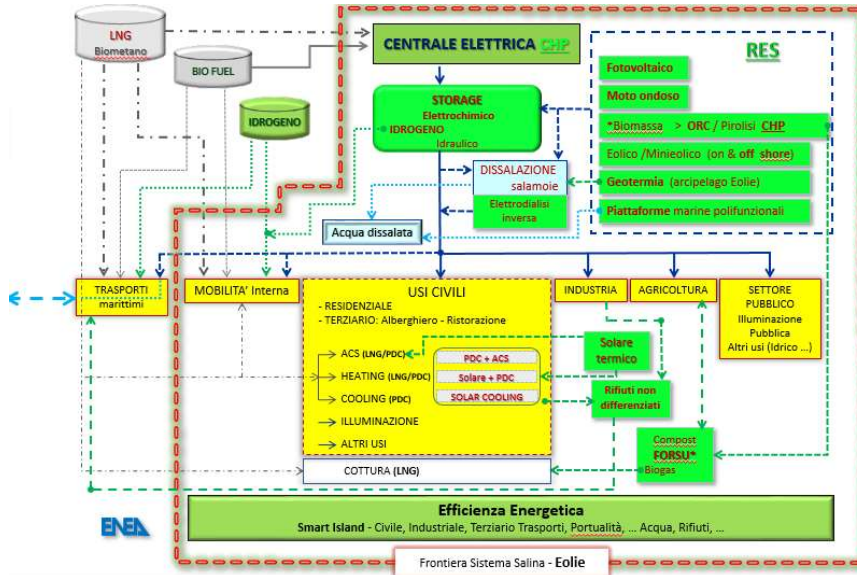 LNG
Biometano
BIO FUEL
IDROGENO
CENTRALE ELETTRICA CHP
STORAGE
Elettrochimico
IDROGENO
Idraulico
RES
Fotovoltaico
Moto ondoso
*Biomassa > ORC / Pirolisi CHP
Eolico /Minieolico (on & off shore)
Geotermia (arcipelago Eolie)
Piattaforme marine polifunzionali
DISSALAZIONE
salamoie
Elettrodialisi
inversa
Acqua dissalata
TRASPORTI
marittimi
MOBILITA' Interna
USI CIVILI
- RESIDENZIALE
- TERZIARIO: Alberghiero - Ristorazione
ACS (LNG/PDC)
HEATING (LNG/PDC)
COOLING (PDC)
ILLUMINAZIONE
ALTRI USI
PDC + ACS
Solare + PDC
SOLAR COOLING
COTTURA (LNG)
INDUSTRIA
AGRICOLTURA
SETTORE
PUBBLICO
Illuminazione
Pubblica
Altri usi (Idrico ...)
Solare
termico
Rifiuti non
differenziati
Compost
FORSU*
Biogas
Efficienza Energetica
Smart Island - Civile, Industriale, Terziario Trasporti, Portualità, ... Acqua, Rifiuti, ...
ENEA
Frontiera Sistema Salina - Eolie